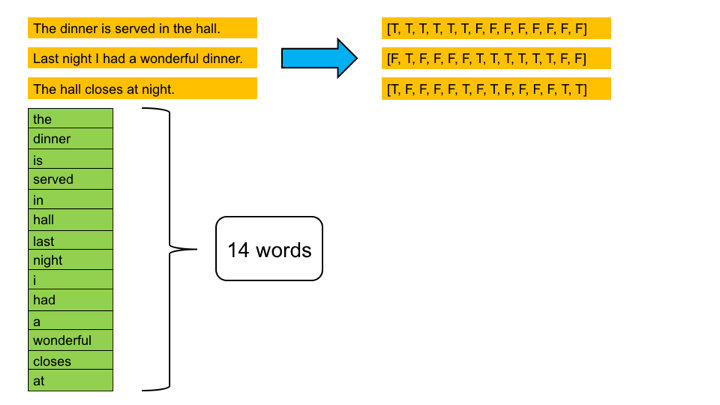 The dinner is served in the hall.
[T, T, T, T, T, T, F, F, F, F, F, F, F, F]
Last night I had a wonderful dinner.
[F, T, F, F, F, F, T, T, T, T, T, T, F, F]
The hall closes at night.
[T, F, F, F, F, T, F, T, F, F, F, F, T, T]
the
dinner
is
served
in
hall
last
night
i
had
a
wonderful
closes
at
14 words